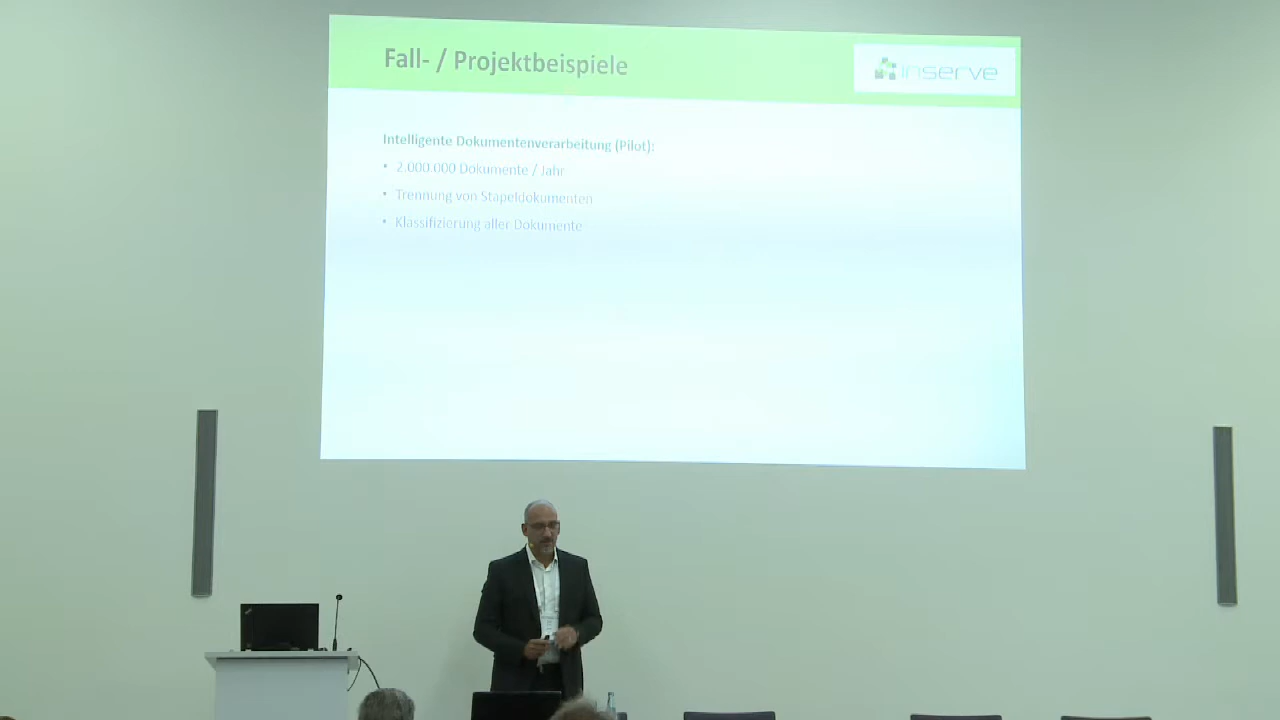 Fall- / Projektbeispiele
inserve
Intelligente Dokumentenverarbeitung (Pilot):
• 2.000.000 Dokumente / Jahr
• Trennung von Stapeldokumenten
• Klassifizierung aller Dokumente